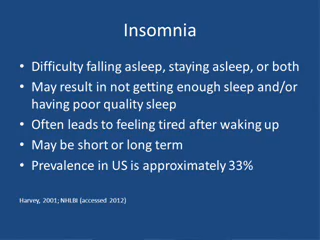 Insomnia
• Difficulty falling asleep, staying asleep, or both
• May result in not getting enough sleep and/or
having poor quality sleep
• Often leads to feeling tired after waking up
• May be short or long term
• Prevalence in US is approximately 33%
Harvey, 2001; NHLBI (accessed 2012)